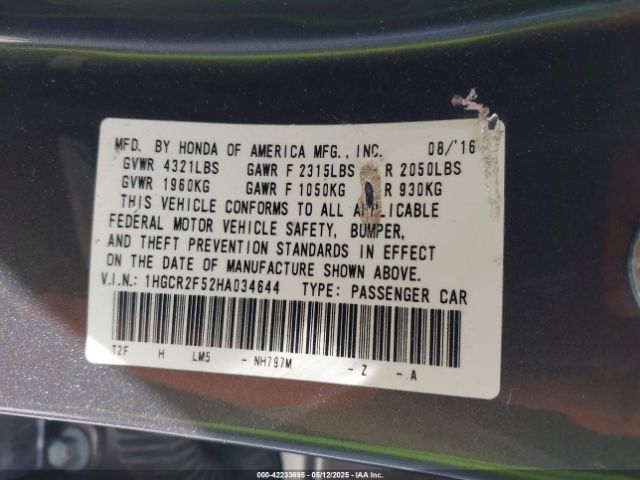 MFD. BY HONDA OF AMERICA MFG., INC. 08/'16
GVWR 4321LBS GAWR F 2315LBS R 2050LBS
GVWR 1960KG GAWR F 1050KG R 930KG
THIS VEHICLE CONFORMS TO ALL APPLICABLE
FEDERAL MOTOR VEHICLE SAFETY, BUMPER,
AND THEFT PREVENTION STANDARDS IN EFFECT
ON THE DATE OF MANUFACTURE SHOWN ABOVE.
V.I.N.: 1HGCR2F52HA034644 TYPE: PASSENGER CAR
T2F H LM5 - NH797M - Z - A
000-42233695 - 05/12/2025 - IAA Inc.